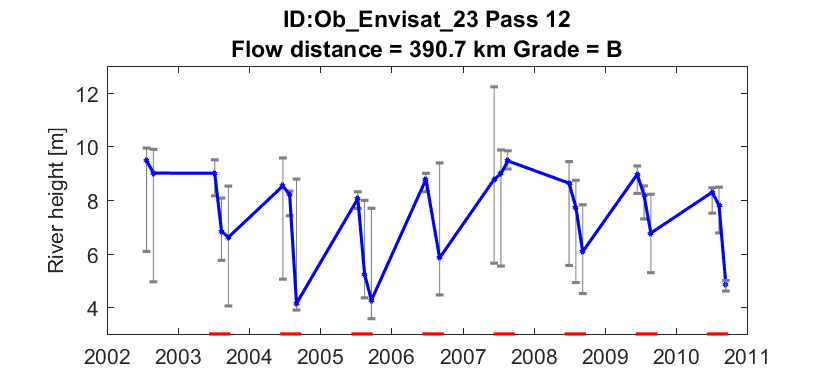 ID:Ob_Envisat_23 Pass 12
Flow distance = 390.7 km Grade = B
River height [m]
12
10
8
6
4
2002 2003 2004 2005 2006 2007 2008 2009 2010 2011